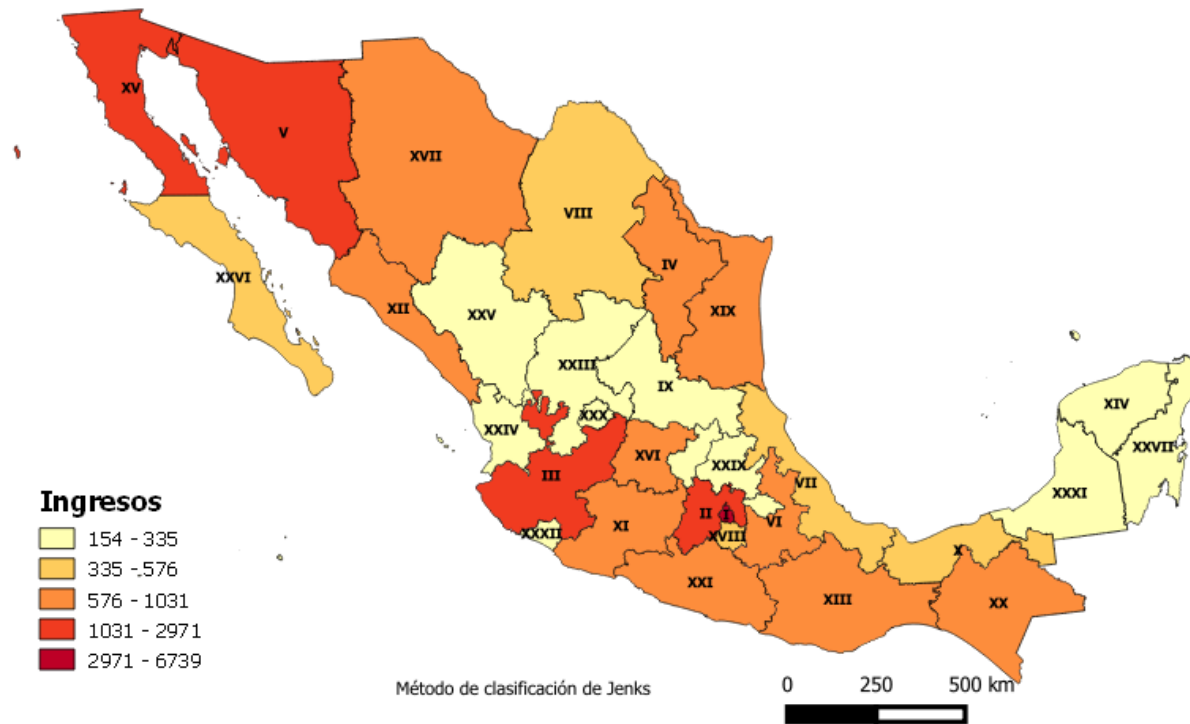 XV
V
XVII
VIII
XXVI
IV
XII
XIX
XXV
XXIII
IX
XXX
XXIV
XIV
XVI
XXIX
XXVII
III
VII
XXXI
II
I
VI
XI
XXXII
XVIII
X
XXI
XIII
XX
Ingresos
154 - 335
335 - 576
576 - 1031
1031 - 2971
2971 - 6739
Método de clasificación de Jenks
0 250 500 km